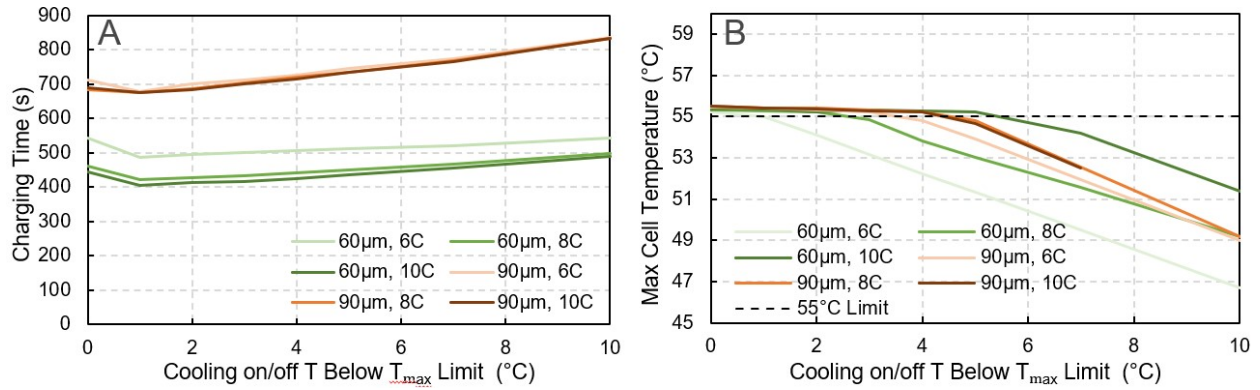 A
Charging Time (s)
900
800
700
600
500
400
300
200
100
0
60µm, 6C
60µm, 8C
60µm, 10C
90µm, 6C
90µm, 8C
90µm, 10C
0
2
4
6
8
10
Cooling on/off T Below Tmax Limit (°C)
B
Max Cell Temperature (°C)
59
57
55
53
51
49
47
45
60µm, 6C
60µm, 8C
60µm, 10C
90µm, 6C
90µm, 8C
90µm, 10C
55°C Limit
0
2
4
6
8
10
Cooling on/off T Below Tmax Limit (°C)